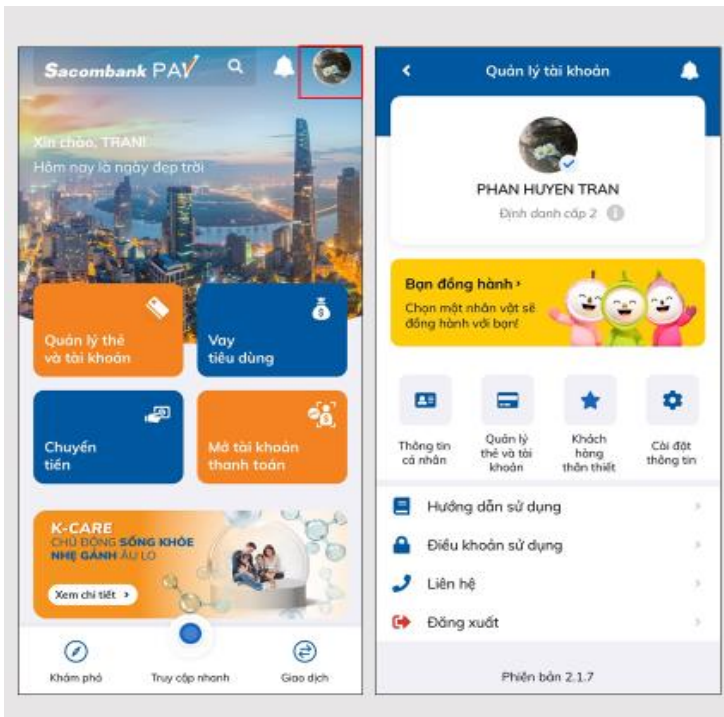 Sacombank PAY
Xin chào, TRAN!
Hôm nay là ngày đẹp trời
Quản lý thẻ
và tài khoản
Vay
tiêu dùng
Chuyển
tiền
Mở tài khoản
thanh toán
K-CARE
CHỦ ĐỘNG SỐNG KHỎE
NHẸ GÁNH ÂU LO
Xem chi tiết
Khám phá
Truy cập nhanh
Giao dịch
Quản lý tài khoản
PHAN HUYEN TRAN
Định danh cấp 2
Bạn đồng hành
Chọn một nhân vật sẽ
đồng hành với bạn!
Thông tin
cá nhân
Quản lý
thẻ và tài
khoản
Khách
hàng
thân thiết
Cài đặt
thông tin
Hướng dẫn sử dụng
Điều khoản sử dụng
Liên hệ
Đăng xuất
Phiên bản 2.1.7